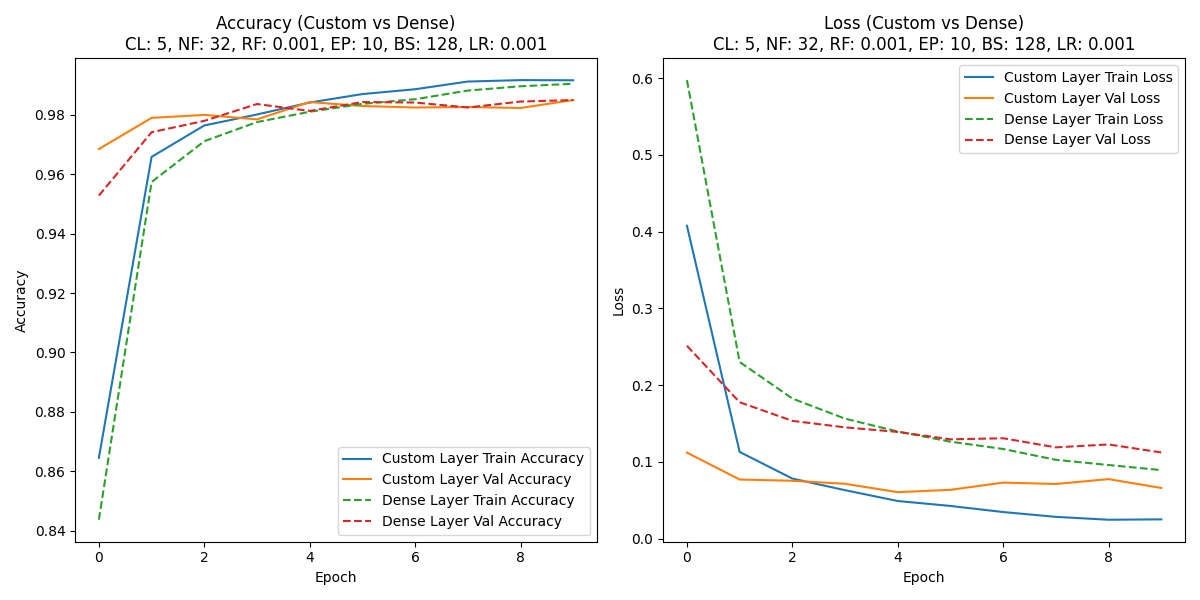 Accuracy (Custom vs Dense)
CL: 5, NF: 32, RF: 0.001, EP: 10, BS: 128, LR: 0.001
0.98
0.96
0.94
0.92
0.90
0.88
0.86
0.84
Accuracy
0 2 4 6 8
Epoch
Custom Layer Train Accuracy
Custom Layer Val Accuracy
Dense Layer Train Accuracy
Dense Layer Val Accuracy
Loss (Custom vs Dense)
CL: 5, NF: 32, RF: 0.001, EP: 10, BS: 128, LR: 0.001
0.6
0.5
0.4
0.3
0.2
0.1
0.0
Loss
0 2 4 6 8
Epoch
Custom Layer Train Loss
Custom Layer Val Loss
Dense Layer Train Loss
Dense Layer Val Loss